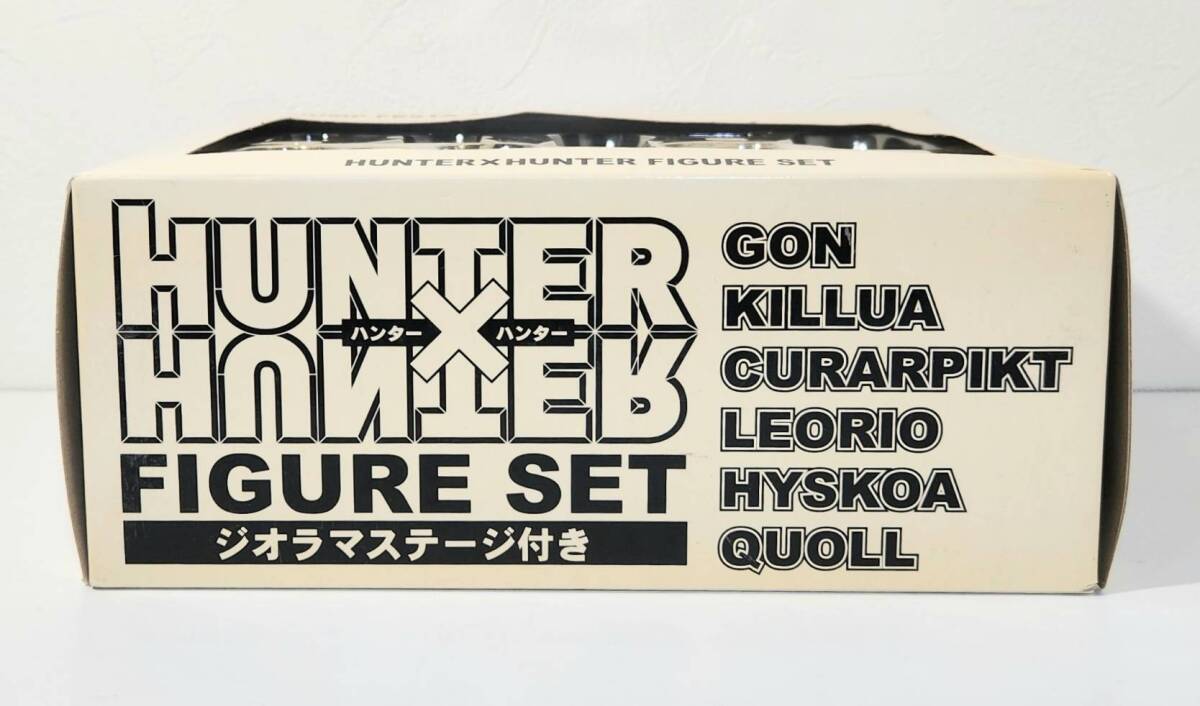 HUNTER X HUNTER FIGURE SET
HUNTER
ハンター X ハンター
HUNTER
FIGURE SET
ジオラマステージ付き
GON
KILLUA
CURARPIKT
LEORIO
HYSKOA
QUOLL